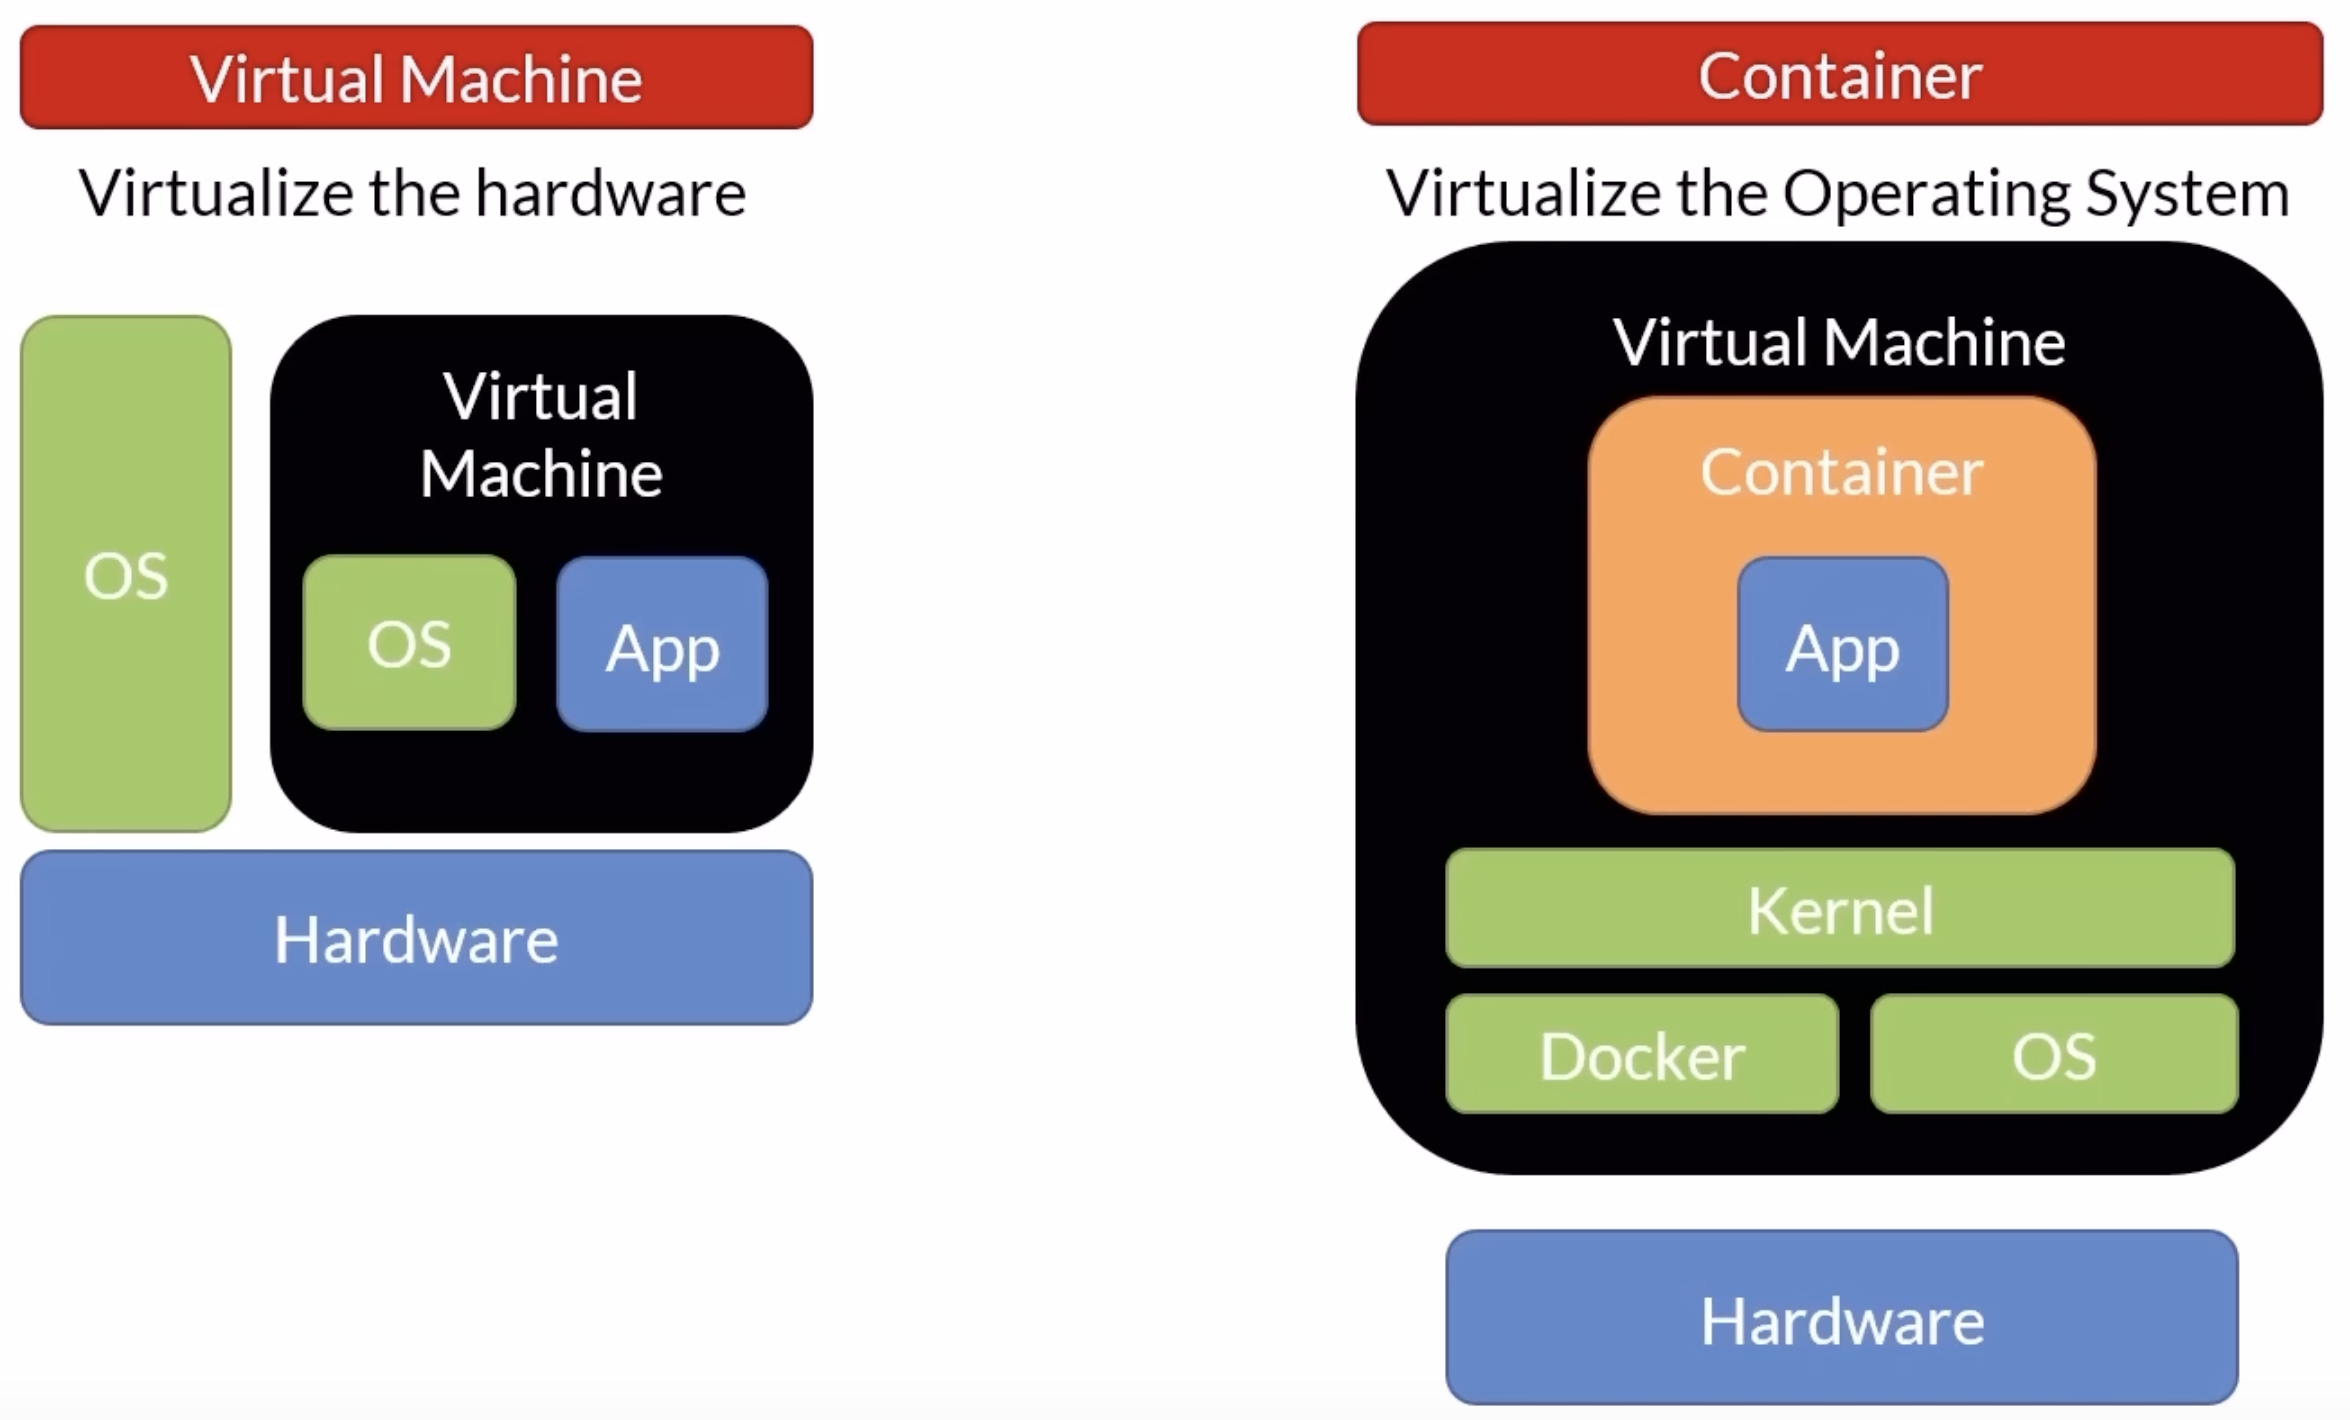 Virtual Machine
Virtualize the hardware
OS
Virtual
Machine
OS
App
Hardware
Container
Virtualize the Operating System
Virtual Machine
Container
App
Kernel
Docker
OS
Hardware